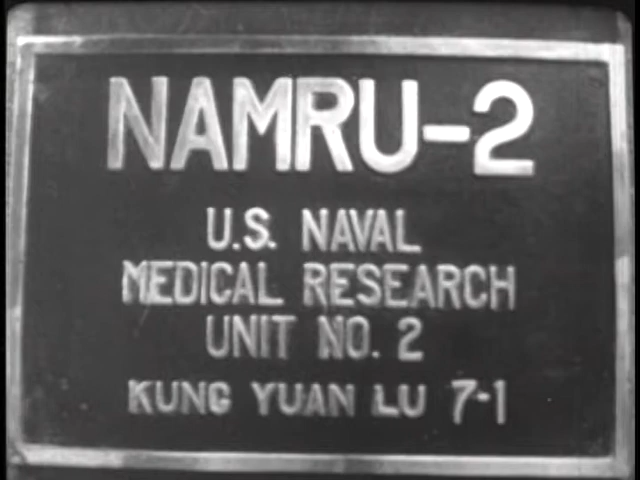 NAMRU-2
U.S. NAVAL
MEDICAL RESEARCH
UNIT NO. 2
KUNG YUAN LU 7-1